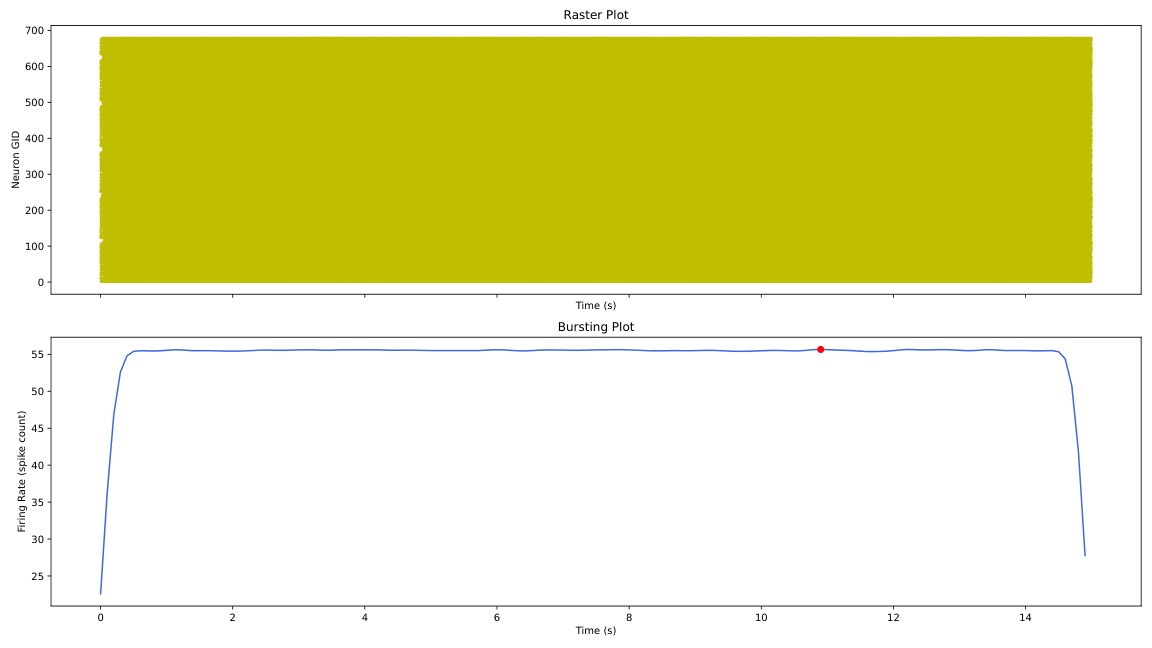 Raster Plot
700
600
500
400
300
200
100
0
Neuron GID
Time (s)
Bursting Plot
55
50
45
40
35
30
25
Firing Rate (spike count)
0 2 4 6 8 10 12 14
Time (s)